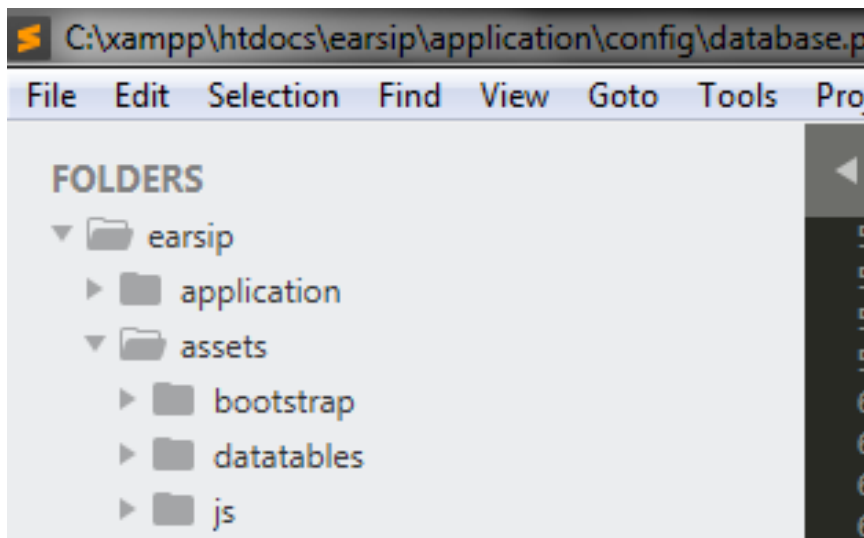 C:\xampp\htdocs\earsip\application\config\database.p
File Edit Selection Find View Goto Tools Proj
FOLDERS
earsip
application
assets
bootstrap
datatables
js